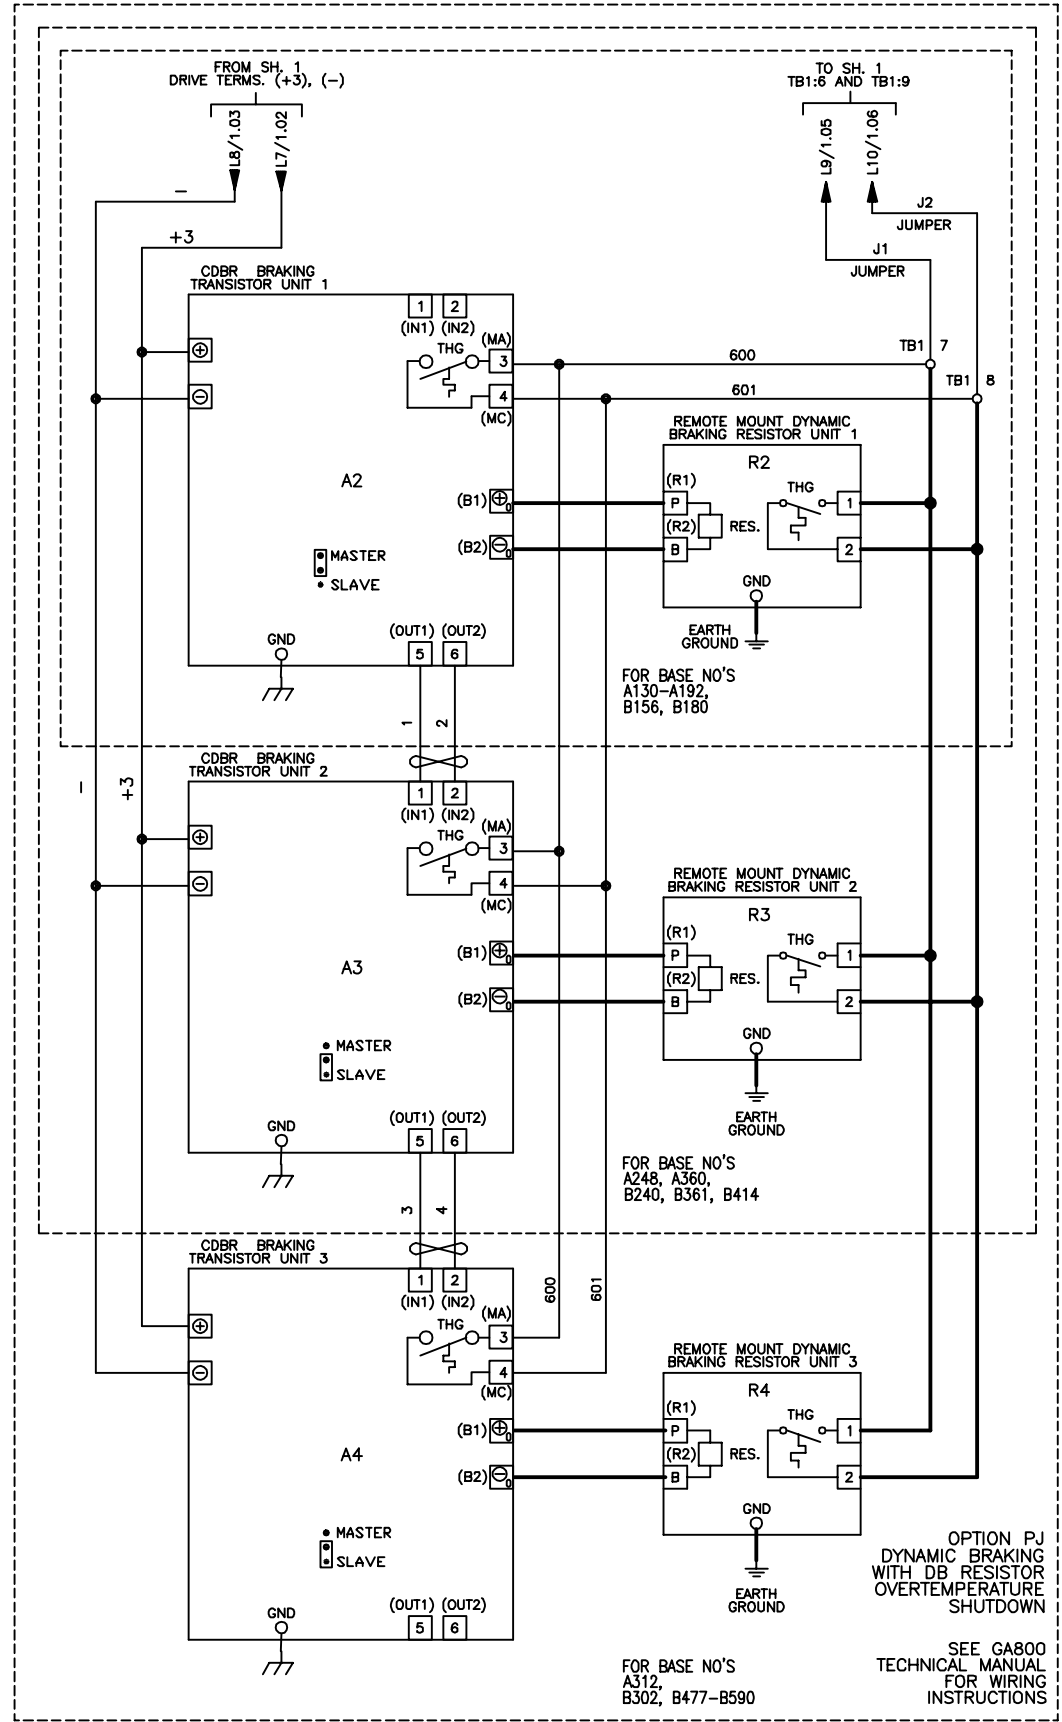 FROM SH. 1
DRIVE TERMS. (+3), (-)
L8/1.03
L7/1.02
-
+3
TO SH. 1
TB1:6 AND TB1:9
L9/1.05
L10/1.06
J2
JUMPER
J1
JUMPER
CDBR BRAKING
TRANSISTOR UNIT 1
1 2
(IN1) (IN2)
THG
(MA)
3
4
(MC)
600
601
TB1 7
TB1 8
A2
(B1)
0
(B2)
0
MASTER
SLAVE
GND
(OUT1) (OUT2)
5 6
REMOTE MOUNT DYNAMIC
BRAKING RESISTOR UNIT 1
R2
(R1)
P
(R2)
B
RES.
THG
1
2
GND
EARTH
GROUND
FOR BASE NO'S
A130-A192,
B156, B180
1
2
-
+3
CDBR BRAKING
TRANSISTOR UNIT 2
1 2
(IN1) (IN2)
THG
(MA)
3
4
(MC)
A3
(B1)
0
(B2)
0
MASTER
SLAVE
GND
(OUT1) (OUT2)
5 6
REMOTE MOUNT DYNAMIC
BRAKING RESISTOR UNIT 2
R3
(R1)
P
(R2)
B
RES.
THG
1
2
GND
EARTH
GROUND
FOR BASE NO'S
A248, A360,
B240, B361, B414
3
4
CDBR BRAKING
TRANSISTOR UNIT 3
1 2
(IN1) (IN2)
THG
(MA)
3
4
(MC)
600
601
A4
(B1)
0
(B2)
0
MASTER
SLAVE
GND
(OUT1) (OUT2)
5 6
REMOTE MOUNT DYNAMIC
BRAKING RESISTOR UNIT 3
R4
(R1)
P
(R2)
B
RES.
THG
1
2
GND
EARTH
GROUND
FOR BASE NO'S
A312,
B302, B477-B590
OPTION PJ
DYNAMIC BRAKING
WITH DB RESISTOR
OVERTEMPERATURE
SHUTDOWN
SEE GA800
TECHNICAL MANUAL
FOR WIRING
INSTRUCTIONS